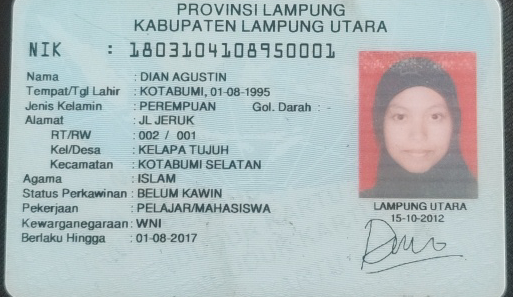 PROVINSI LAMPUNG
KABUPATEN LAMPUNG UTARA
NIK : 1803104108950001
Nama : DIAN AGUSTIN
Tempat/Tgl Lahir : KOTABUMI, 01-08-1995
Jenis Kelamin : PEREMPUAN Gol. Darah : -
Alamat : JL JERUK
RT/RW : 002 / 001
Kel/Desa : KELAPA TUJUH
Kecamatan : KOTABUMI SELATAN
Agama : ISLAM
Status Perkawinan : BELUM KAWIN
Pekerjaan : PELAJAR/MAHASISWA
Kewarganegaraan : WNI
Berlaku Hingga : 01-08-2017
LAMPUNG UTARA
15-10-2012